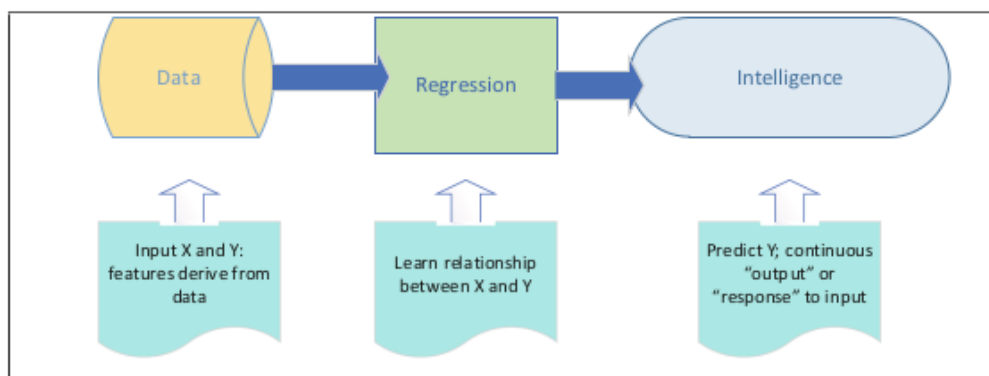 Data
Regression
Intelligence
Input X and Y:
features derive from
data
Learn relationship
between X and Y
Predict Y; continuous
“output” or
“response” to input